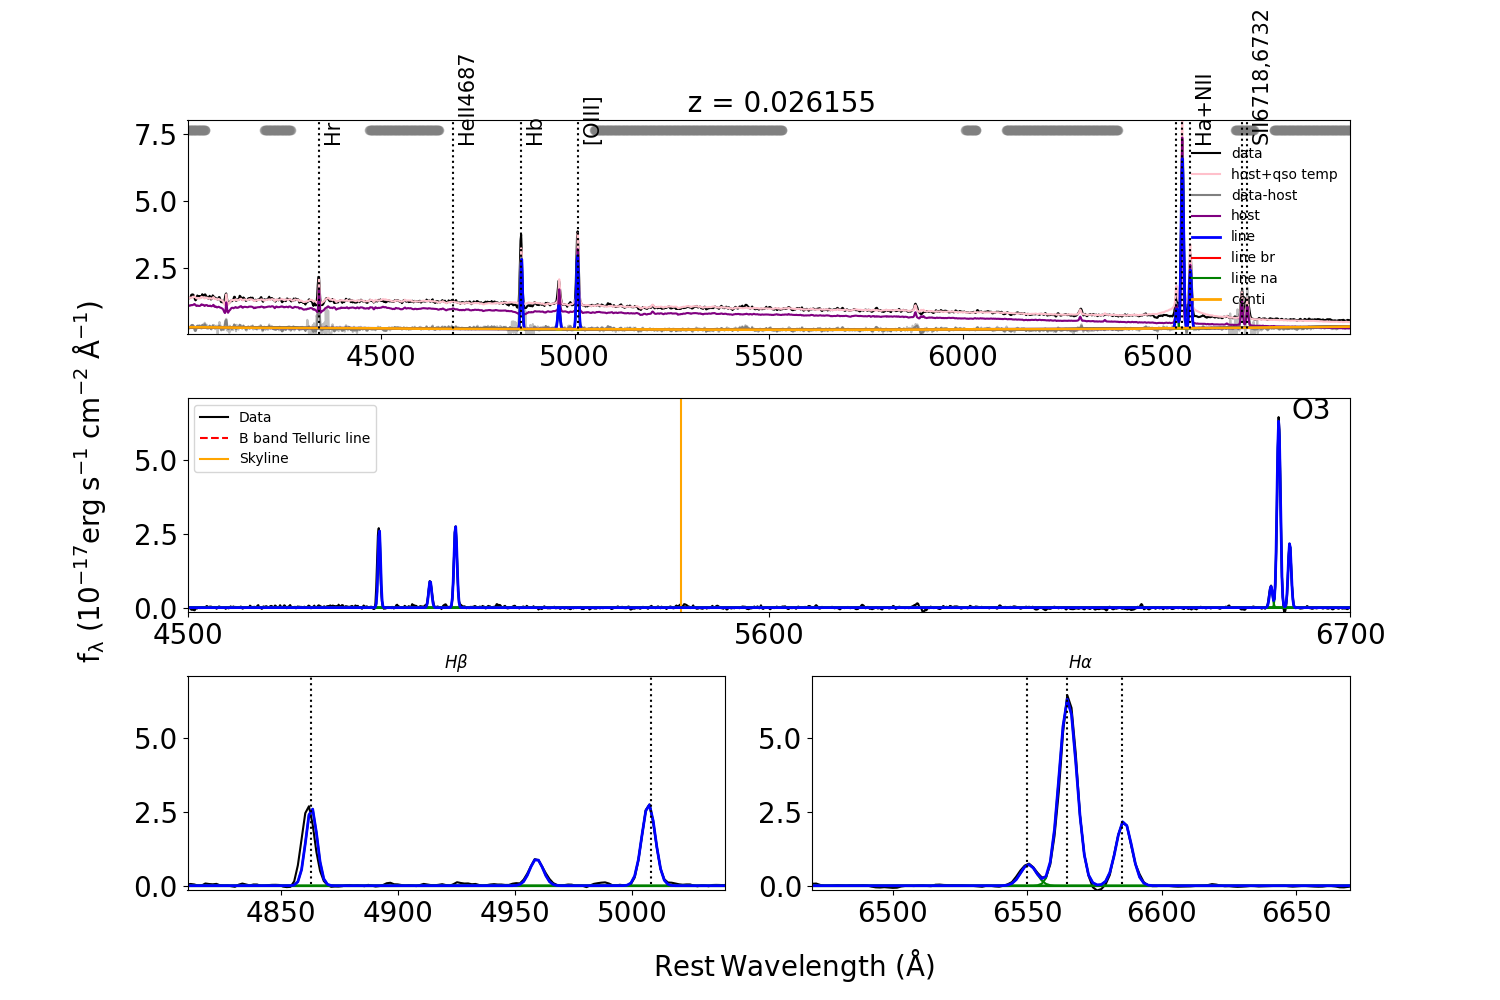 z = 0.026155
Hr
HeII4687
Hb
[OIII]
Ha+NII
SII6718,6732
7.5
5.0
2.5
data
host+qso temp
data-host
host
line
line br
line na
conti
4500 5000 5500 6000 6500
fλ (10⁻¹⁷erg s⁻¹ cm⁻² Å⁻¹)
Data
B band Telluric line
Skyline
O3
5.0
2.5
0.0
4500 5600 6700
Hβ
5.0
2.5
0.0
4850 4900 4950 5000
Hα
5.0
2.5
0.0
6500 6550 6600 6650
Rest Wavelength (Å)